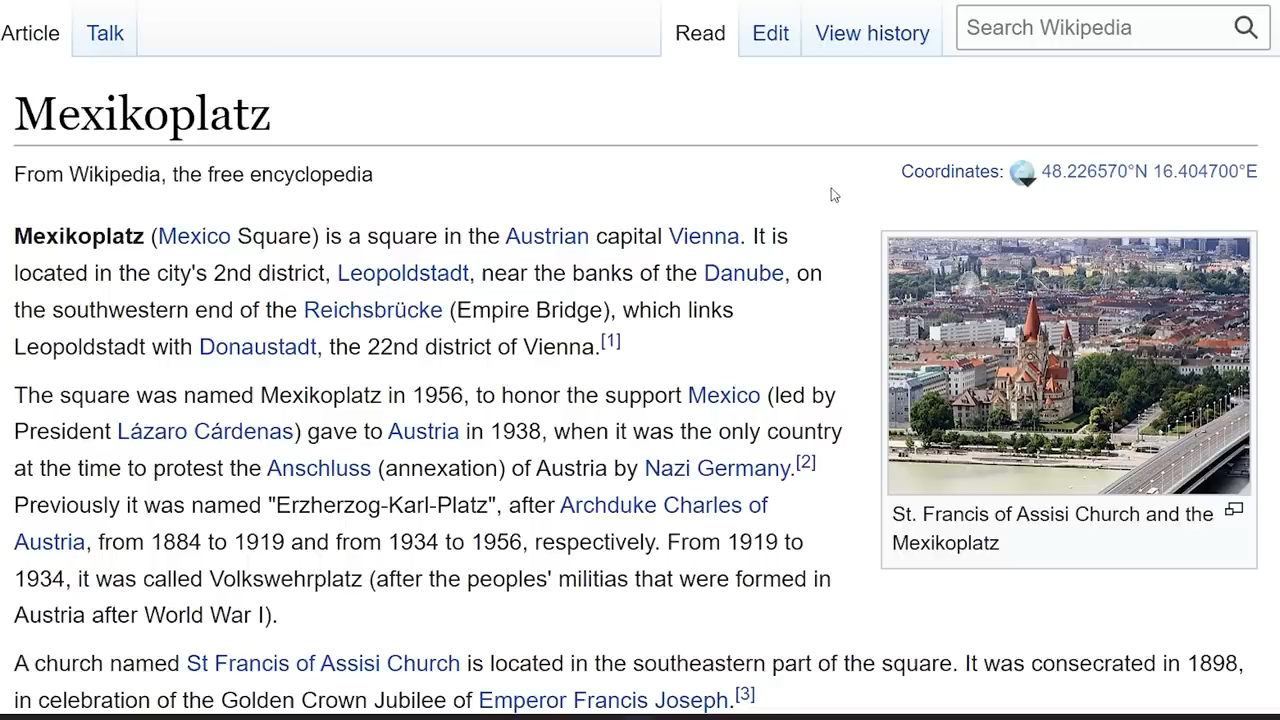 Article Talk Read Edit View history Search Wikipedia
Mexikoplatz
From Wikipedia, the free encyclopedia
Coordinates: 48.226570°N 16.404700°E
Mexikoplatz (Mexico Square) is a square in the Austrian capital Vienna. It is
located in the city's 2nd district, Leopoldstadt, near the banks of the Danube, on
the southwestern end of the Reichsbrücke (Empire Bridge), which links
Leopoldstadt with Donaustadt, the 22nd district of Vienna.[1]
The square was named Mexikoplatz in 1956, to honor the support Mexico (led by
President Lázaro Cárdenas) gave to Austria in 1938, when it was the only country
at the time to protest the Anschluss (annexation) of Austria by Nazi Germany.[2]
Previously it was named "Erzherzog-Karl-Platz", after Archduke Charles of
Austria, from 1884 to 1919 and from 1934 to 1956, respectively. From 1919 to
1934, it was called Volkswehrplatz (after the peoples' militias that were formed in
Austria after World War I).
St. Francis of Assisi Church and the
Mexikoplatz
A church named St Francis of Assisi Church is located in the southeastern part of the square. It was consecrated in 1898,
in celebration of the Golden Crown Jubilee of Emperor Francis Joseph.[3]